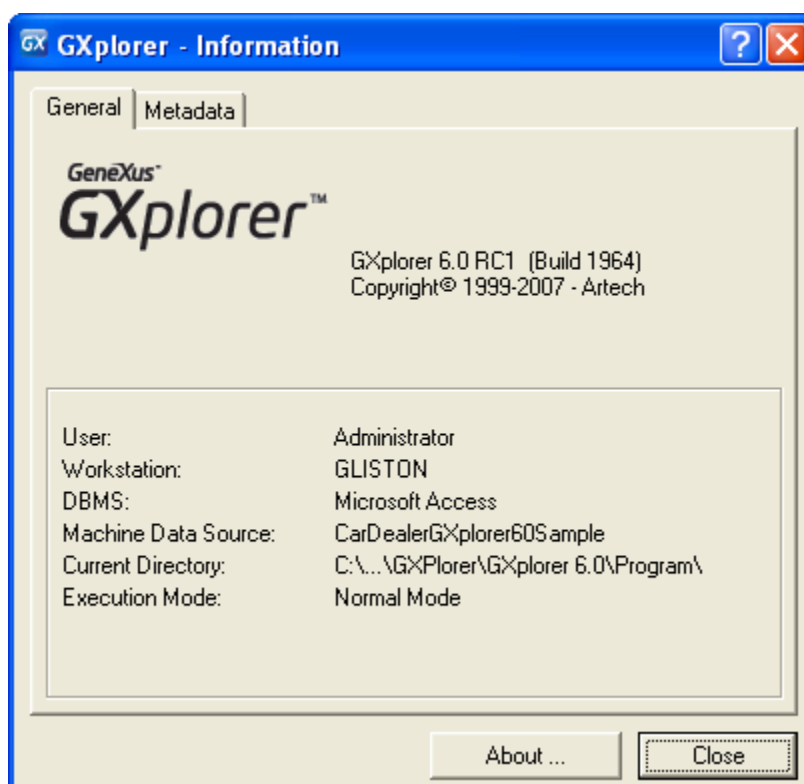 GX GXplorer - Information ?
General Metadata
GeneXus™
GXplorer™
GXplorer 6.0 RC1 (Build 1964)
Copyright© 1999-2007 - Artech
User: Administrator
Workstation: GLISTON
DBMS: Microsoft Access
Machine Data Source: CarDealerGXplorer60Sample
Current Directory: C:\...\GXPlorer\GXplorer 6.0\Program\
Execution Mode: Normal Mode
About ... Close